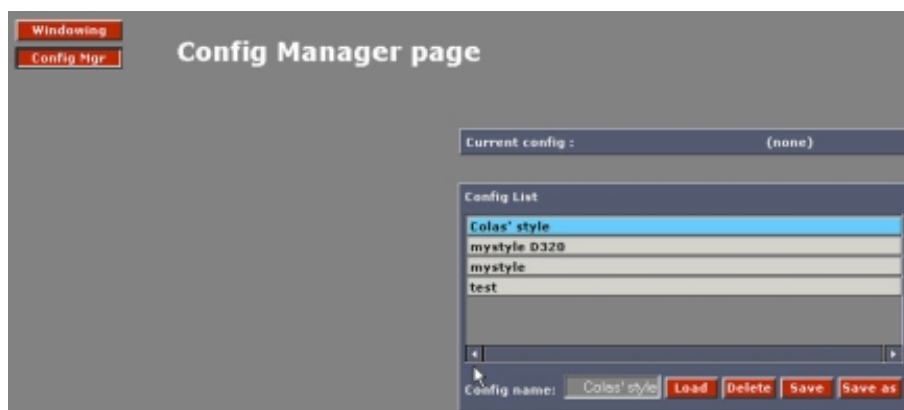 Windowing
Config Mgr
Config Manager page
Current config : (none)
Config List
Colas' style
mystyle D320
mystyle
test
Config name: Colas' style Load Delete Save Save as